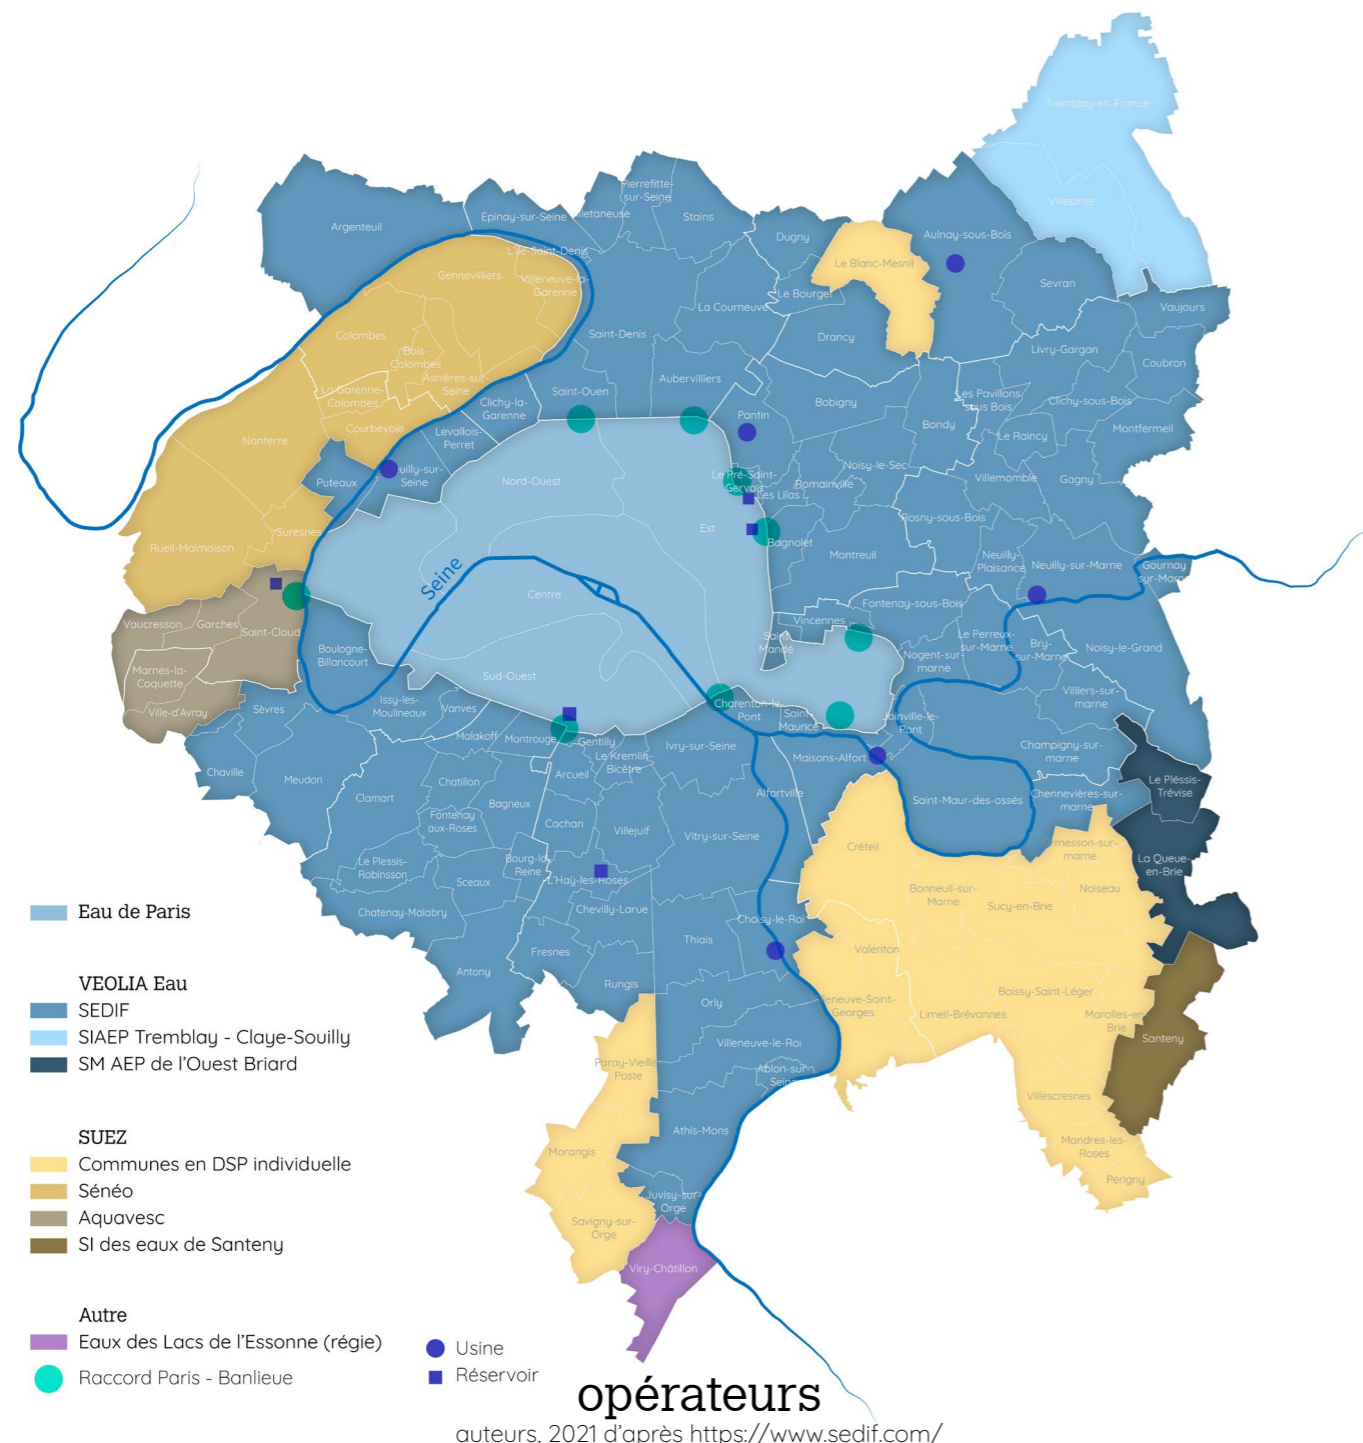 Tremblay-en-France
Villepinte
Pierrefitte-
sur-Seine
Argenteuil
Epinay-sur-Seine
Villetaneuse
Stains
Dugny
Aulnay-sous-Bois
L'Ile-Saint-Denis
Le Blanc-Mesnil
Gennevilliers
Villeneuve-la-
Garenne
Sevran
Le Bourget
La Courneuve
Vaujours
Colombes
Saint-Denis
Drancy
Bois-
Colombes
Livry-Gargan
Coubron
Asnières-sur-
Seine
Aubervilliers
La Garenne-
Colombes
Saint-Ouen
Clichy-la-
Garenne
Bobigny
Les Pavillons
sous Bois
Clichy-sous-Bois
Pantin
Courbevoie
Levallois-
Perret
Bondy
Le Raincy
Montfermeil
Nanterre
Puteaux
uilly-sur-
Seine
Nord-Ouest
Le Pré-Saint-
Gervais
Les Lilas
Romainville
Noisy-le-Sec
Villemomble
Gagny
Suresnes
Est
Bagnolet
Rosny-sous-Bois
Rueil-Malmaison
Montreuil
Neuilly-
Plaisance
Neuilly-sur-Marne
Gournay
sur-Marne
Seine
Centre
Fontenay-sous-Bois
Vaucresson
Garches
Saint-Cloud
Vincennes
Saint
Mandé
Boulogne-
Billancourt
Nogent-sur-
marne
Le Perreux-
sur-Marne
Bry-
sur-Marne
Noisy-le-Grand
Marnes-la-
Coquette
Sud-Ouest
Villiers-sur-
marne
Ville-d'Avray
Sèvres
Issy-les-
Moulineaux
Vanves
Charenton-le-
Pont
Saint-
Maurice
Joinville-le-
Pont
Malakoff
Montrouge
Gentilly
Le Kremlin-
Bicêtre
Ivry-sur-Seine
Maisons-Alfort
Champigny-sur-
marne
Chaville
Meudon
Clamart
Chatillon
Arcueil
Alfortville
Saint-Maur-des-ossés
Chennevières-sur-
marne
Le Pléssis-
Trévise
Bagneux
Fontenay
aux-Roses
Cachan
Villejuif
Vitry-sur-Seine
Créteil
Ormesson-sur-
marne
La Queue-
en-Brie
Le Plessis-
Robinsson
Bourg-la-
Reine
Sceaux
L'Haÿ-les-Roses
Bonneuil-sur-
Marne
Noiseau
Sucy-en-Brie
Chatenay-Malabry
Chevilly-Larue
Choisy-le-Roi
Thiais
Fresnes
Valenton
Antony
Rungis
Orly
eneuve-Saint-
Georges
Limeil-Brévannes
Boissy-Saint-Léger
Marolles-en-
Brie
Santeny
Villeneuve-le-Roi
Paray-Vieille
Poste
Ablon-sur-
Seine
Villescresnes
Athis-Mons
Mandres-les-
Roses
Morangis
Périgny
Juvisy-sur-
Orge
Savigny-sur-
Orge
Viry-Châtillon
Eau de Paris
VEOLIA Eau
SEDIF
SIAEP Tremblay - Claye-Souilly
SM AEP de l'Ouest Briard
SUEZ
Communes en DSP individuelle
Sénéo
Aquavesc
SI des eaux de Santeny
Autre
Eaux des Lacs de l'Essonne (régie)
Raccord Paris - Banlieue
Usine
Réservoir
opérateurs
auteurs, 2021 d'après https://www.sedif.com/